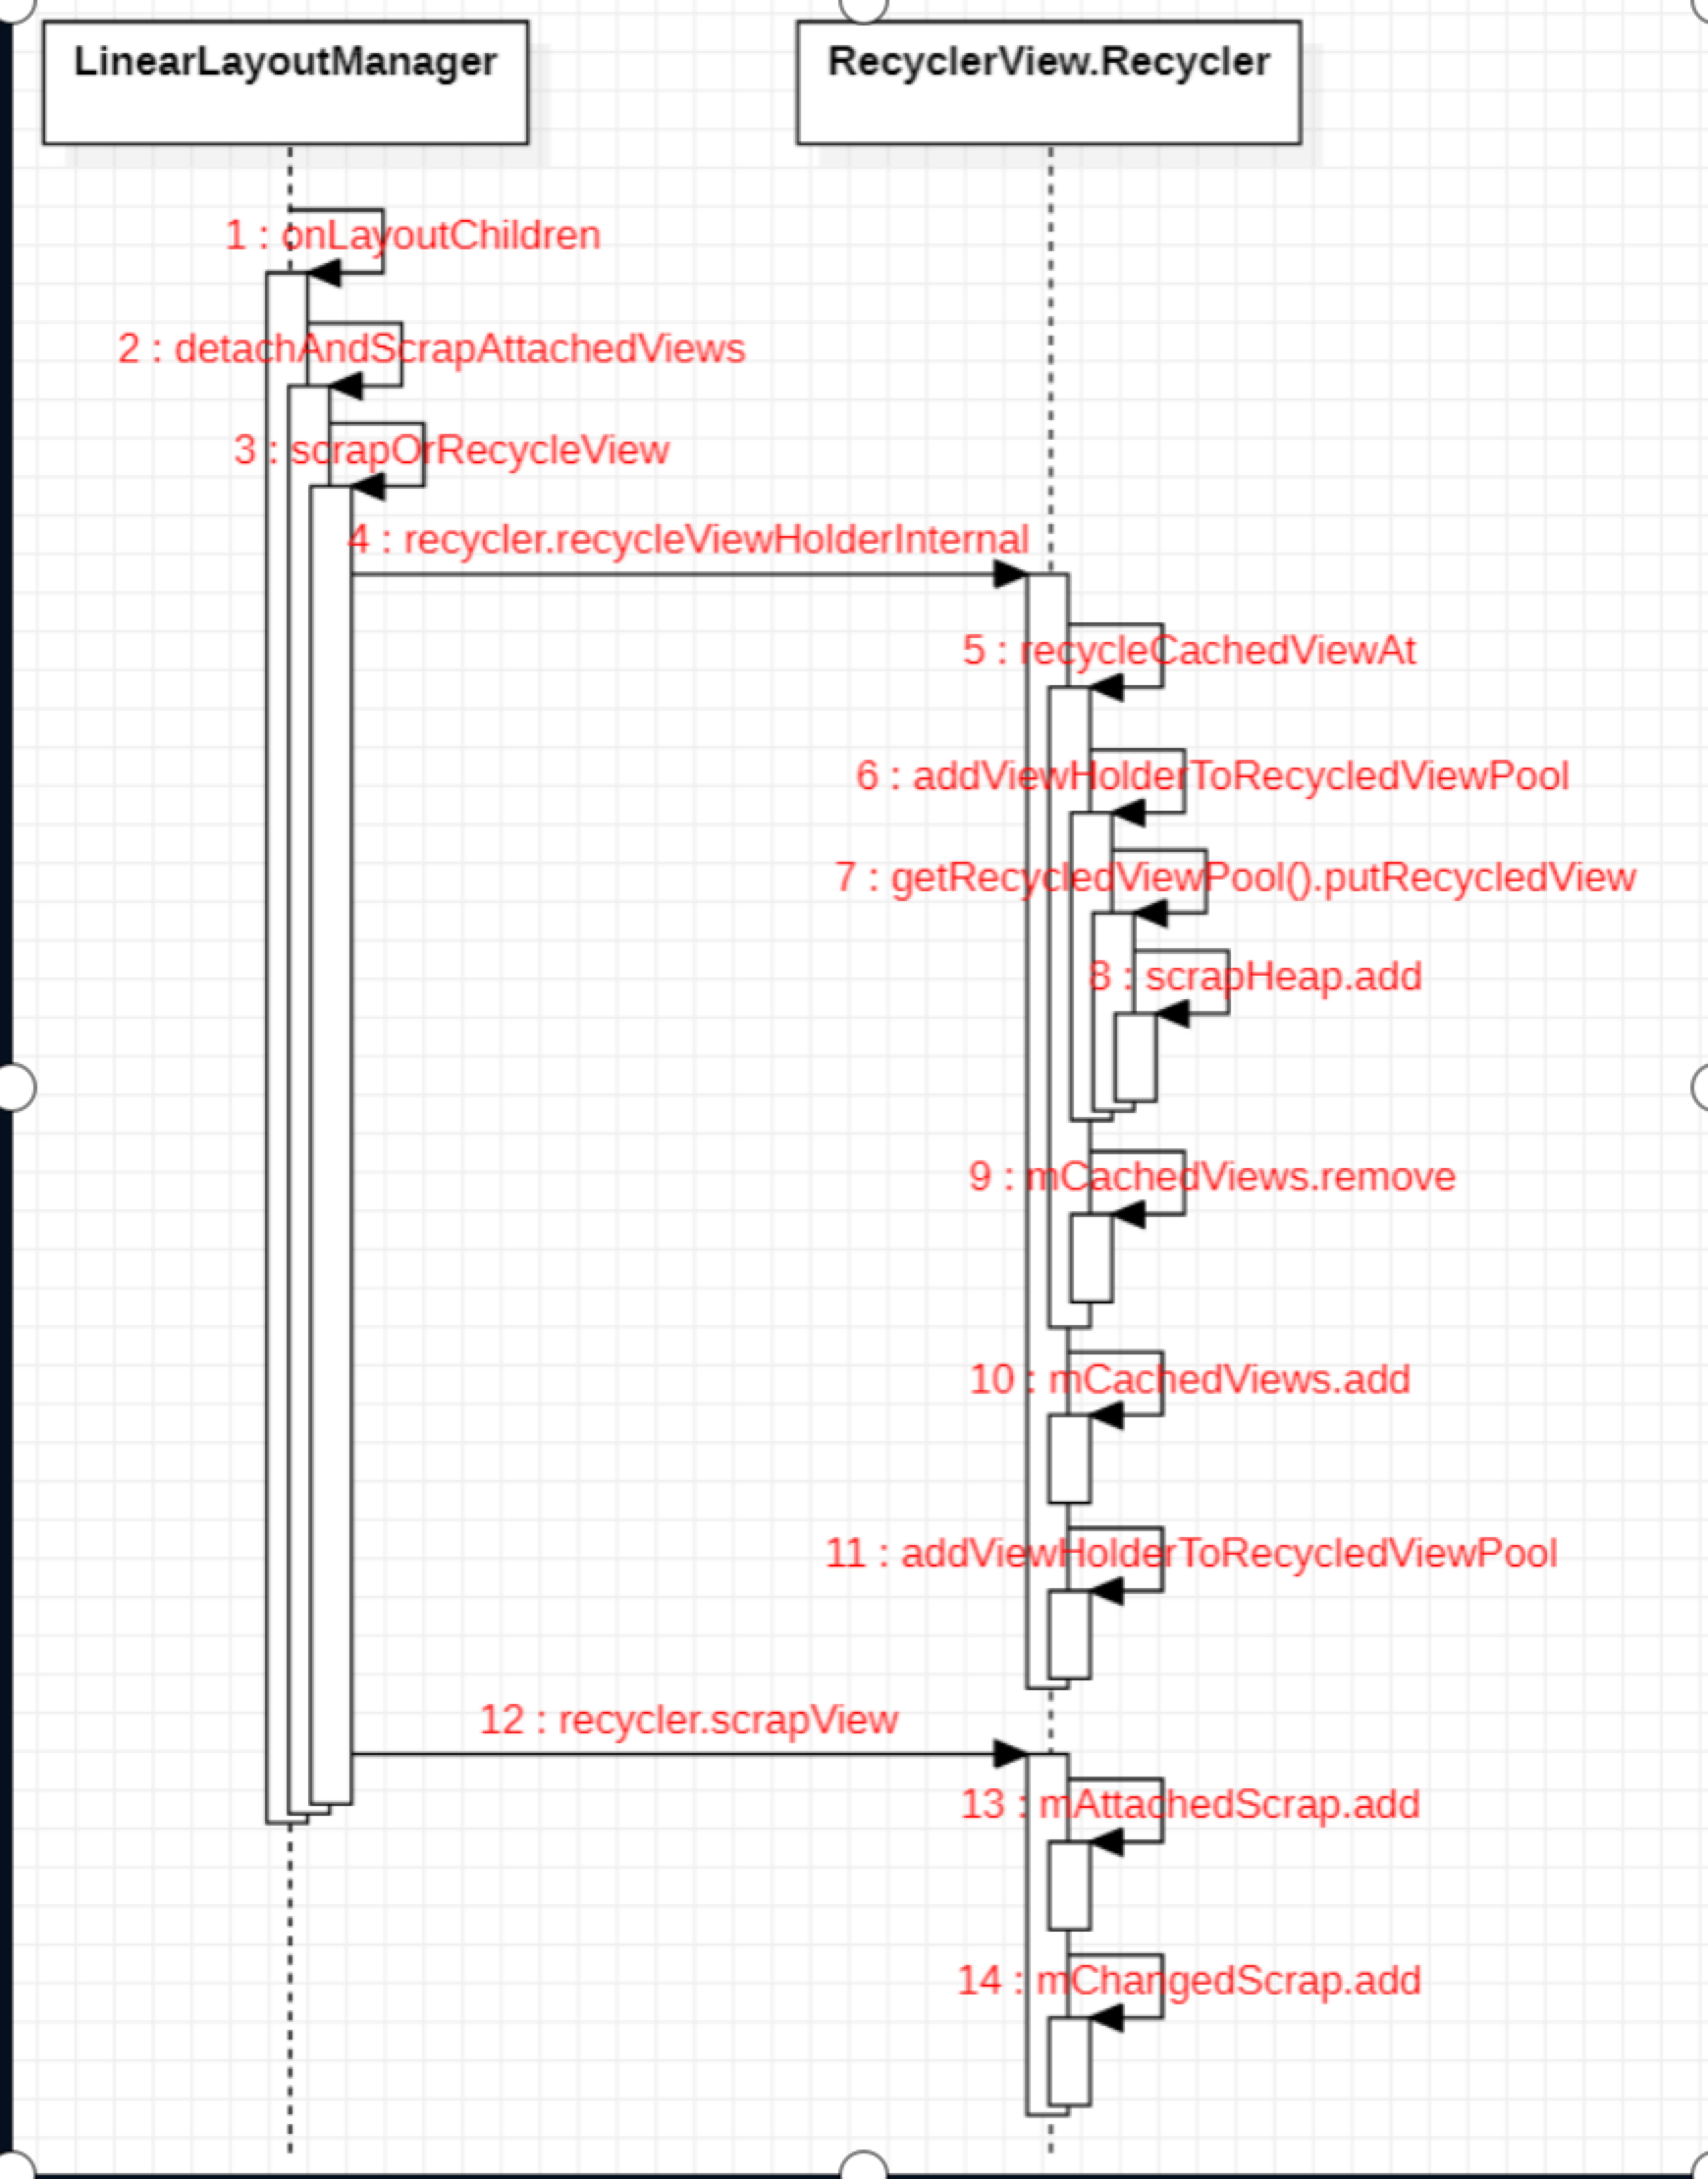 LinearLayoutManager
RecyclerView.Recycler
1 : onLayoutChildren
2 : detachAndScrapAttachedViews
3 : scrapOrRecycleView
4 : recycler.recycleViewHolderInternal
5 : recycleCachedViewAt
6 : addViewHolderToRecycledViewPool
7 : getRecycledViewPool().putRecycledView
8 : scrapHeap.add
9 : mCachedViews.remove
10 : mCachedViews.add
11 : addViewHolderToRecycledViewPool
12 : recycler.scrapView
13 : mAttachedScrap.add
14 : mChangedScrap.add